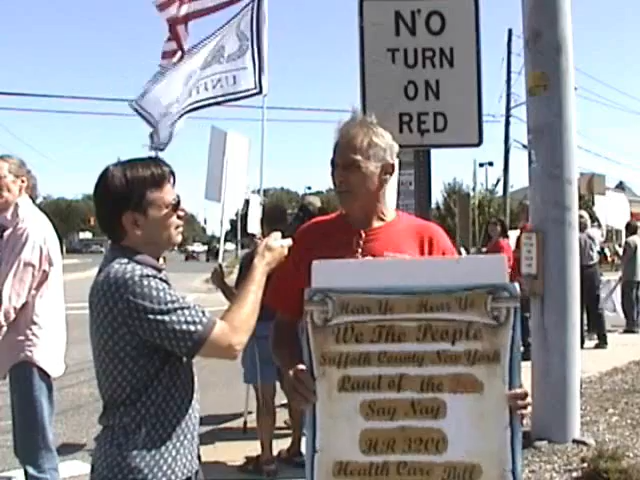 NO
TURN
ON
RED
Hear Ye Hear Ye
We The People
Suffolk County New York
Land of the
Say Nay
HR 3200
Health Care Bill